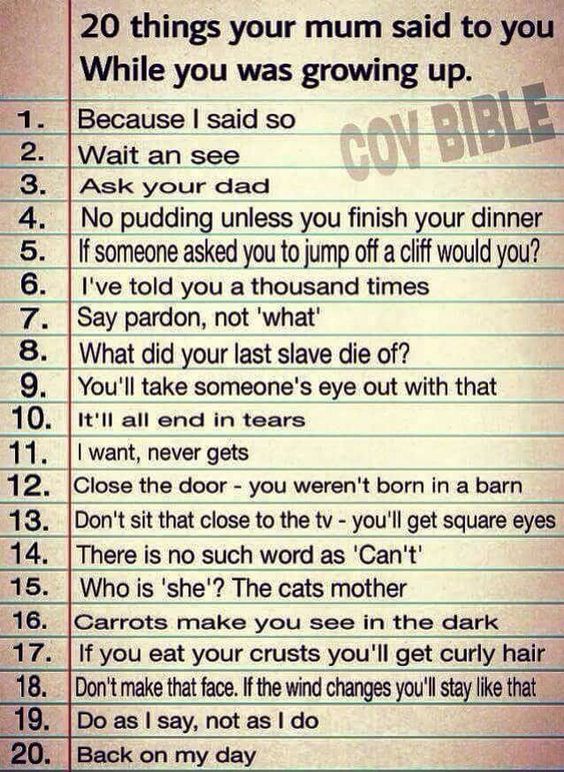 20 things your mum said to you
While you was growing up.
COV BIBLE
1. Because I said so
2. Wait an see
3. Ask your dad
4. No pudding unless you finish your dinner
5. If someone asked you to jump off a cliff would you?
6. I've told you a thousand times
7. Say pardon, not 'what'
8. What did your last slave die of?
9. You'll take someone's eye out with that
10. It'll all end in tears
11. I want, never gets
12. Close the door - you weren't born in a barn
13. Don't sit that close to the tv - you'll get square eyes
14. There is no such word as 'Can't'
15. Who is 'she'? The cats mother
16. Carrots make you see in the dark
17. If you eat your crusts you'll get curly hair
18. Don't make that face. If the wind changes you'll stay like that
19. Do as I say, not as I do
20. Back on my day